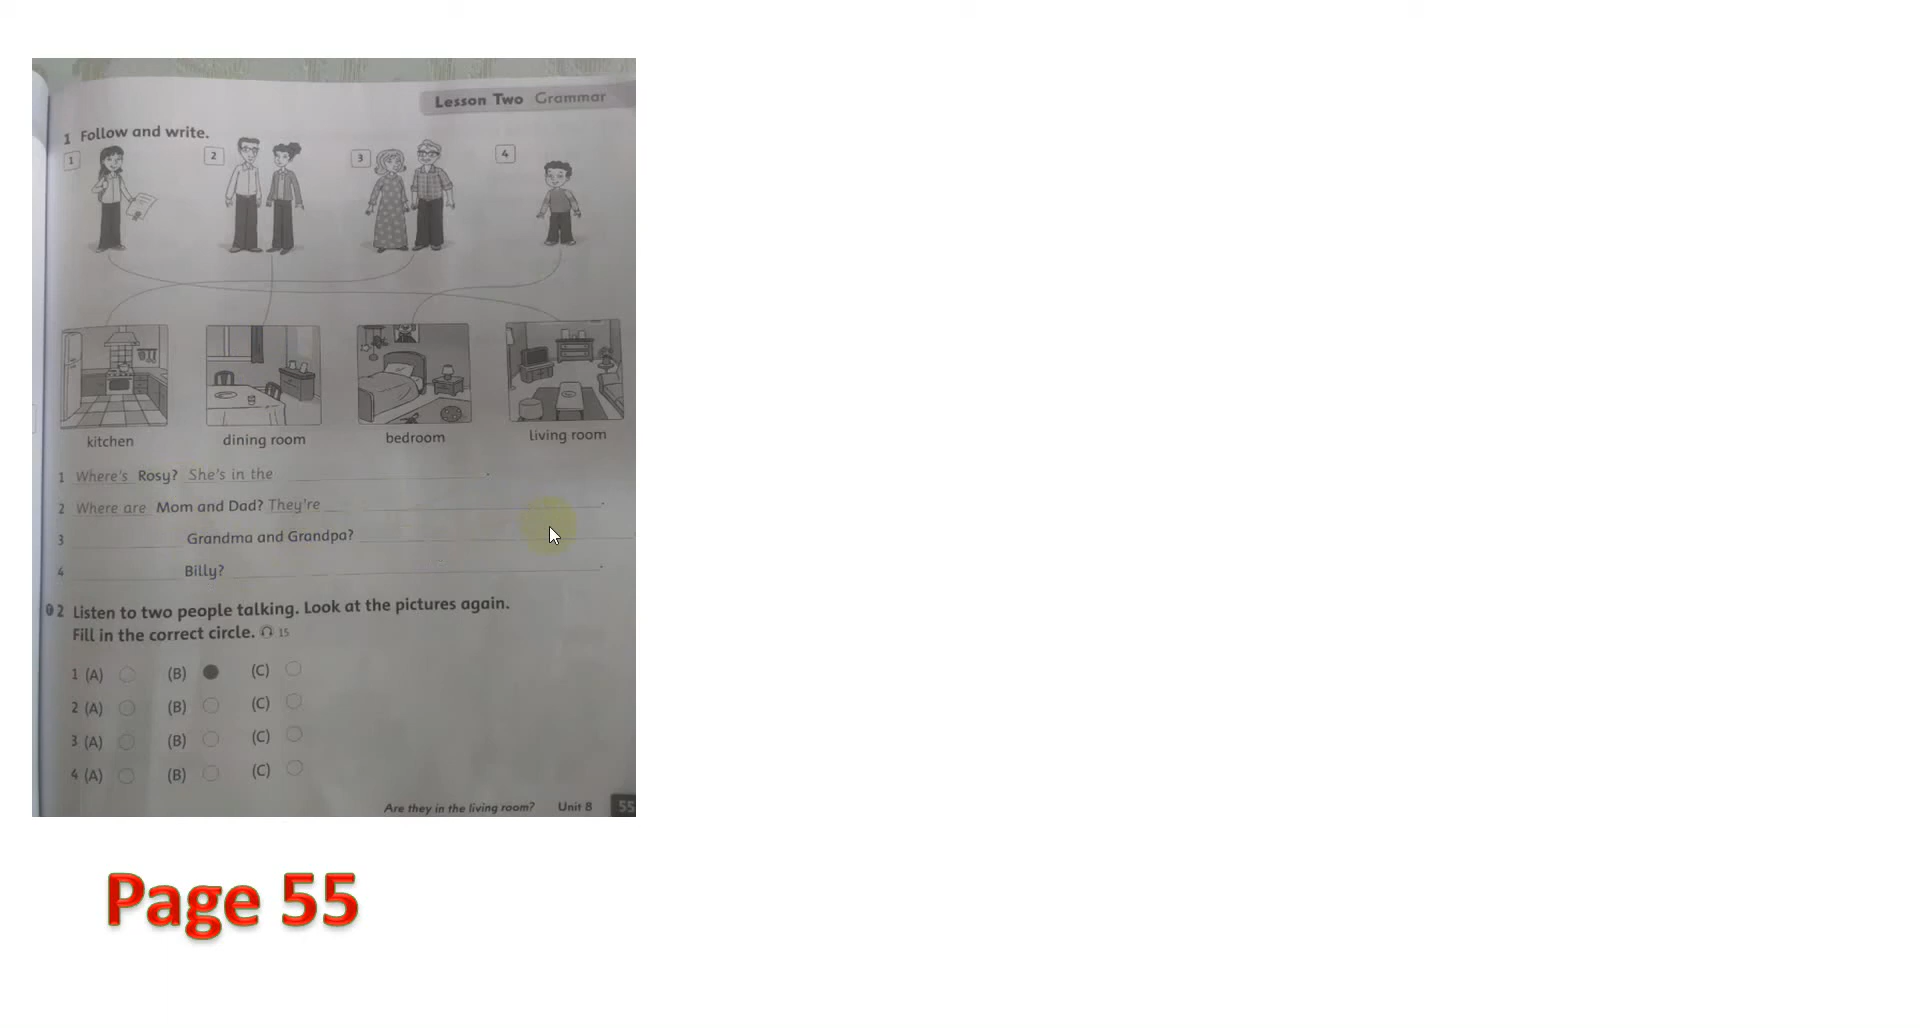 Lesson Two Grammar
1 Follow and write.
1 2 3 4
kitchen dining room bedroom living room
1 Where's Rosy? She's in the .
2 Where are Mom and Dad? They're .
3 Grandma and Grandpa?
4 Billy? .
2 Listen to two people talking. Look at the pictures again.
Fill in the correct circle. 15
1 (A) (B) (C)
2 (A) (B) (C)
3 (A) (B) (C)
4 (A) (B) (C)
Are they in the living room? Unit 8 55
Page 55